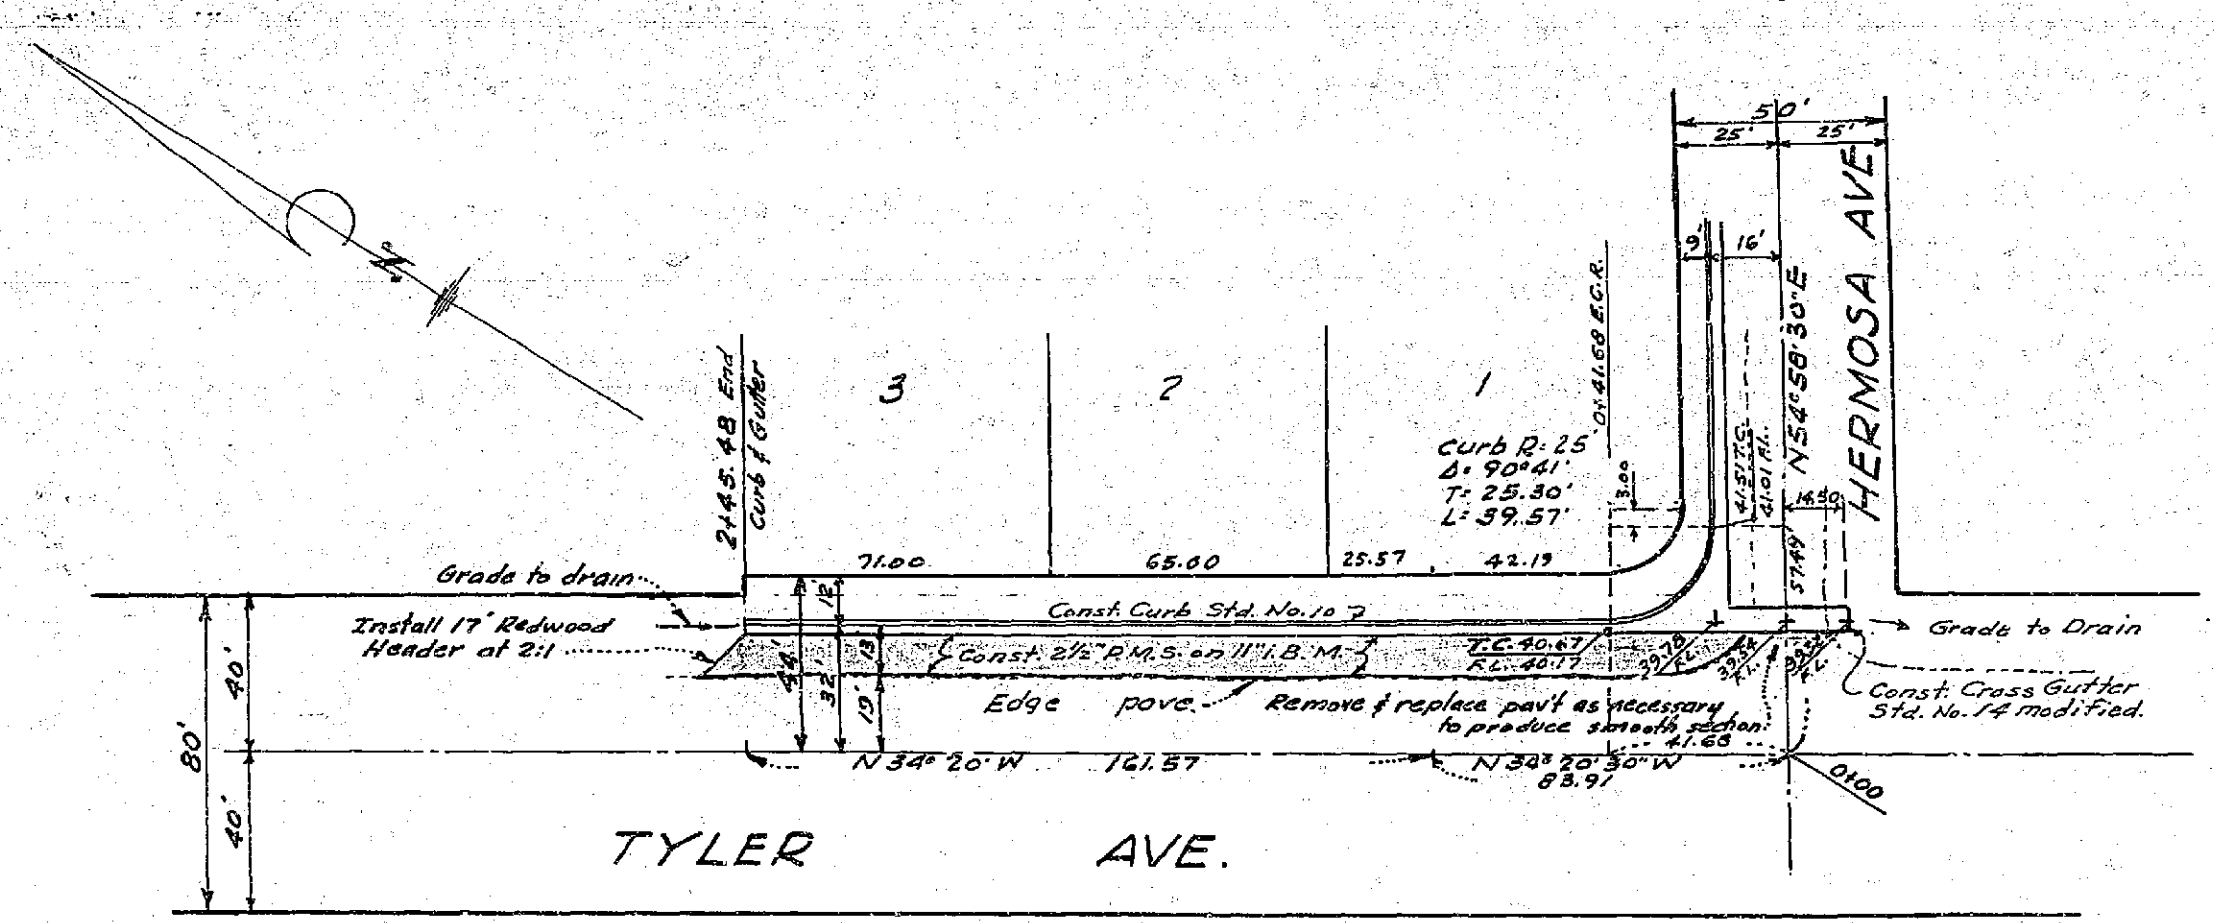 N
50'
25'
25'
9'
16'
HERMOSA AVE
N54°58'30"E
0+41.68 E.C.R.
2+45.48 End
Curb & Gutter
3
2
1
Curb R=25'
Δ= 90°41'
T= 25.30'
L= 39.57'
3.00
41.51 T.C.
14.50
57.49
71.00
65.00
25.57
42.19
Grade to drain
Install 17' Redwood
Header at 2:1
12'
Const. Curb Std. No. 10
13'
Const. 2½" P.M.S. on 11" I.B.M.
T.C. 40.67
F.L. 40.17
39.78
F.L.
Grade to Drain
Const. Cross Gutter
Std. No. 14 modified.
44'
32'
19'
Edge pave.
Remove & replace pav't as necessary
to produce smooth section.
41.68
40'
80'
40'
N 34° 20' W 161.57
N 34° 20' 30" W
83.91
0+00
TYLER AVE.